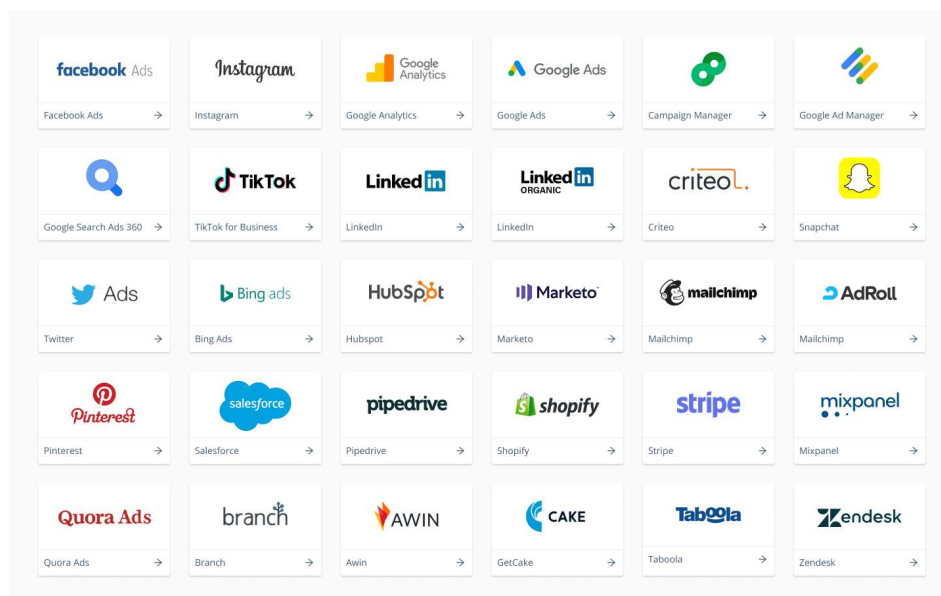 facebook Ads
Instagram
Google
Analytics
Google Ads
Facebook Ads
Instagram
Google Analytics
Google Ads
Campaign Manager
Google Ad Manager
TikTok
Linked in
Linked in
ORGANIC
criteo
Google Search Ads 360
TikTok for Business
LinkedIn
LinkedIn
Criteo
Snapchat
Ads
Bing ads
HubSpot
Marketo
mailchimp
AdRoll
Twitter
Bing Ads
Hubspot
Marketo
Mailchimp
Mailchimp
Pinterest
salesforce
pipedrive
shopify
stripe
mixpanel
Pinterest
Salesforce
Pipedrive
Shopify
Stripe
Mixpanel
Quora Ads
branch
AWIN
CAKE
Taboola
Zendesk
Quora Ads
Branch
Awin
GetCake
Taboola
Zendesk